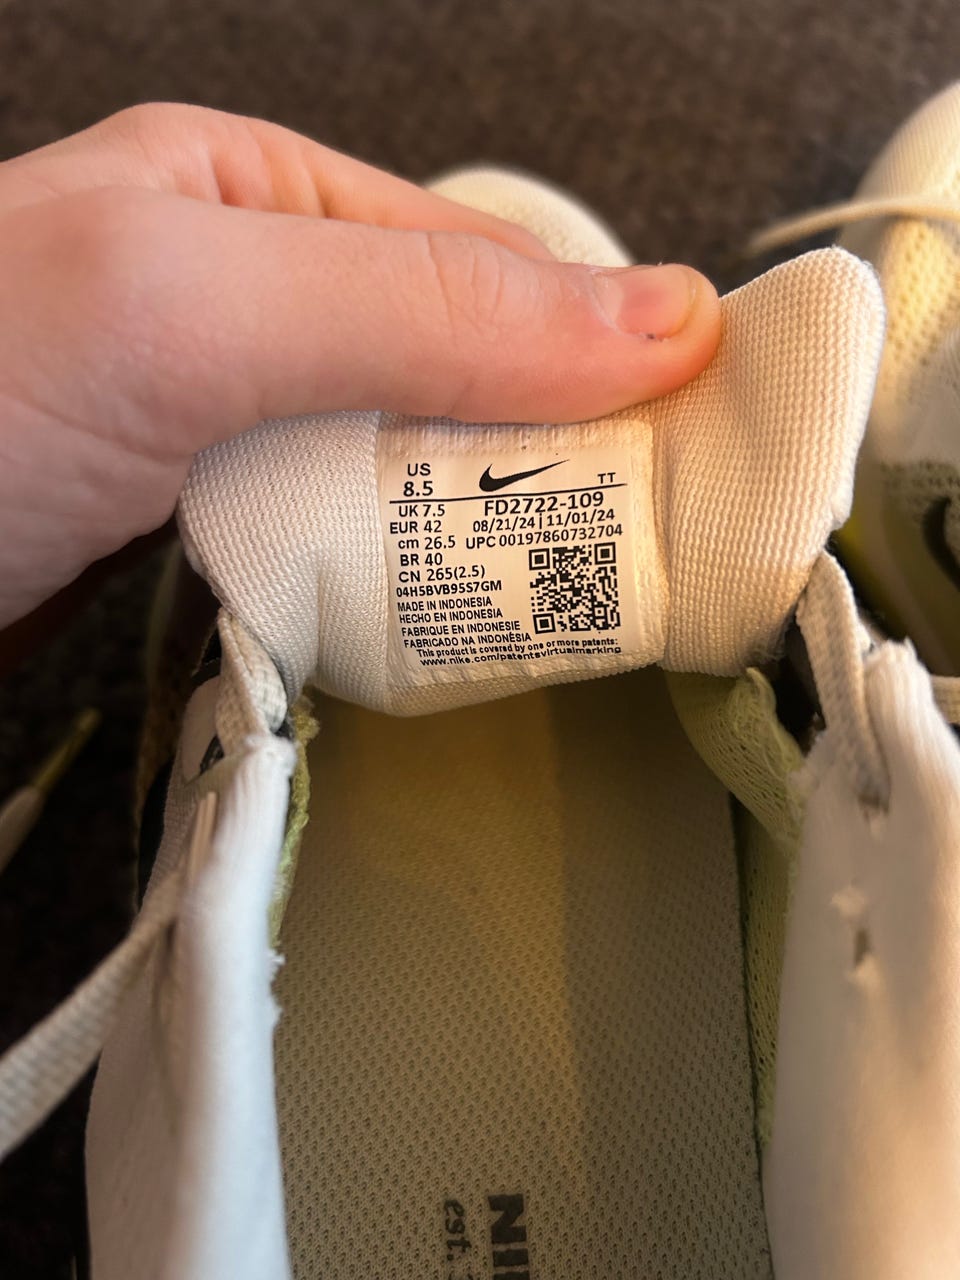 US
8.5
TT
UK 7.5
FD2722-109
EUR 42
08/21/24 | 11/01/24
cm 26.5
UPC 00197860732704
BR 40
CN 265(2.5)
04H5BVB95S7GM
MADE IN INDONESIA
HECHO EN INDONESIA
FABRIQUE EN INDONESIE
FABRICADO NA INDONÉSIA
This product is covered by one or more patents:
www.nike.com/patentsvirtualmarking
est.